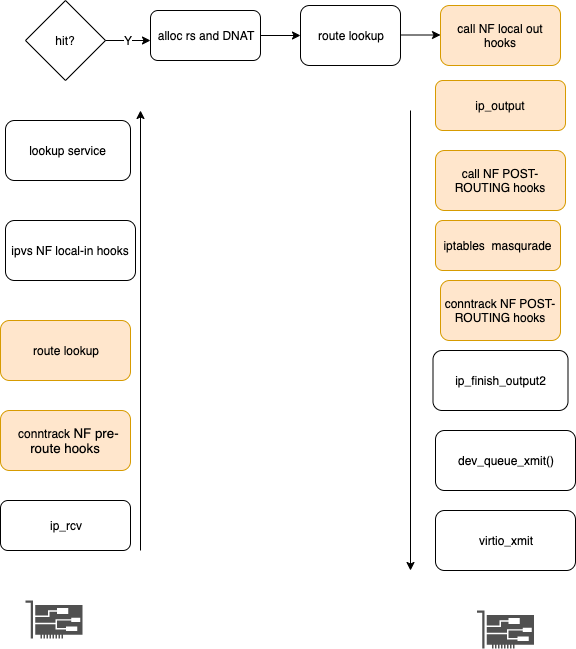 hit?
Y
alloc rs and DNAT
route lookup
call NF local out
hooks
ip_output
call NF POST-
ROUTING hooks
iptables  masqurade
conntrack NF POST-
ROUTING hooks
ip_finish_output2
dev_queue_xmit()
virtio_xmit
lookup service
ipvs NF local-in hooks
route lookup
conntrack NF pre-
route hooks
ip_rcv